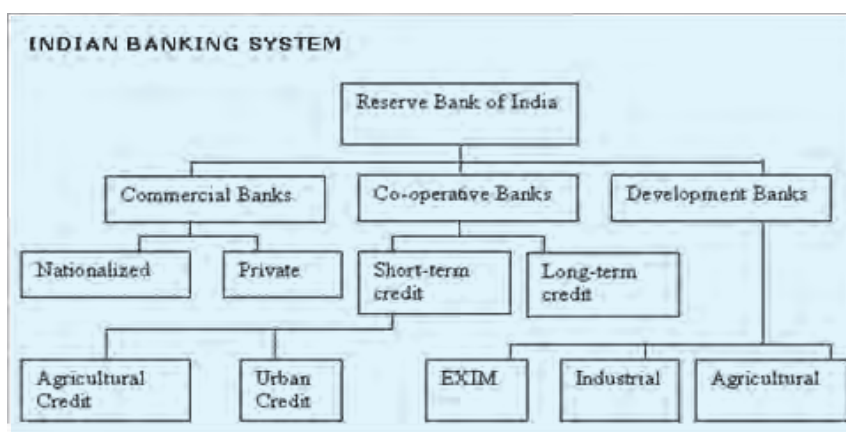 INDIAN BANKING SYSTEM
Reserve Bank of India
Commercial Banks
Co-operative Banks
Development Banks
Nationalized
Private
Short-term
credit
Long-term
credit
Agricultural
Credit
Urban
Credit
EXIM
Industrial
Agricultural